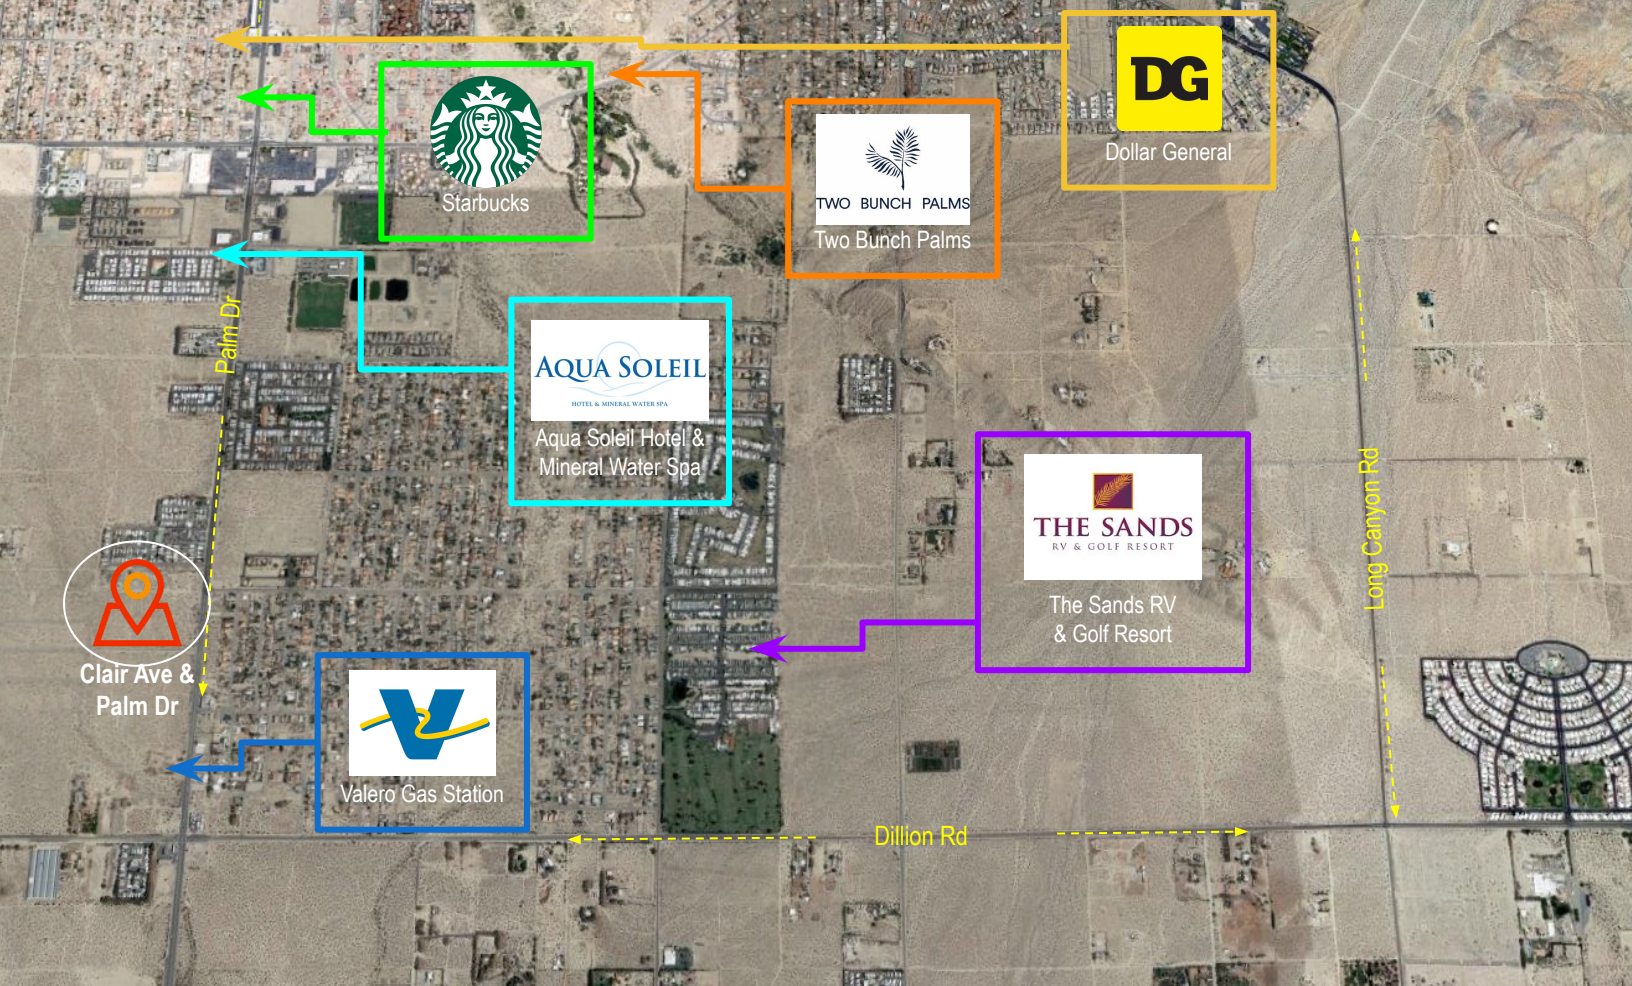 DG
Dollar General
Starbucks
TWO BUNCH PALMS
Two Bunch Palms
Palm Dr
AQUA SOLEIL
HOTEL & MINERAL WATER SPA
Aqua Soleil Hotel &
Mineral Water Spa
THE SANDS
RV & GOLF RESORT
The Sands RV
& Golf Resort
Long Canyon Rd
Clair Ave &
Palm Dr
Valero Gas Station
Dillion Rd